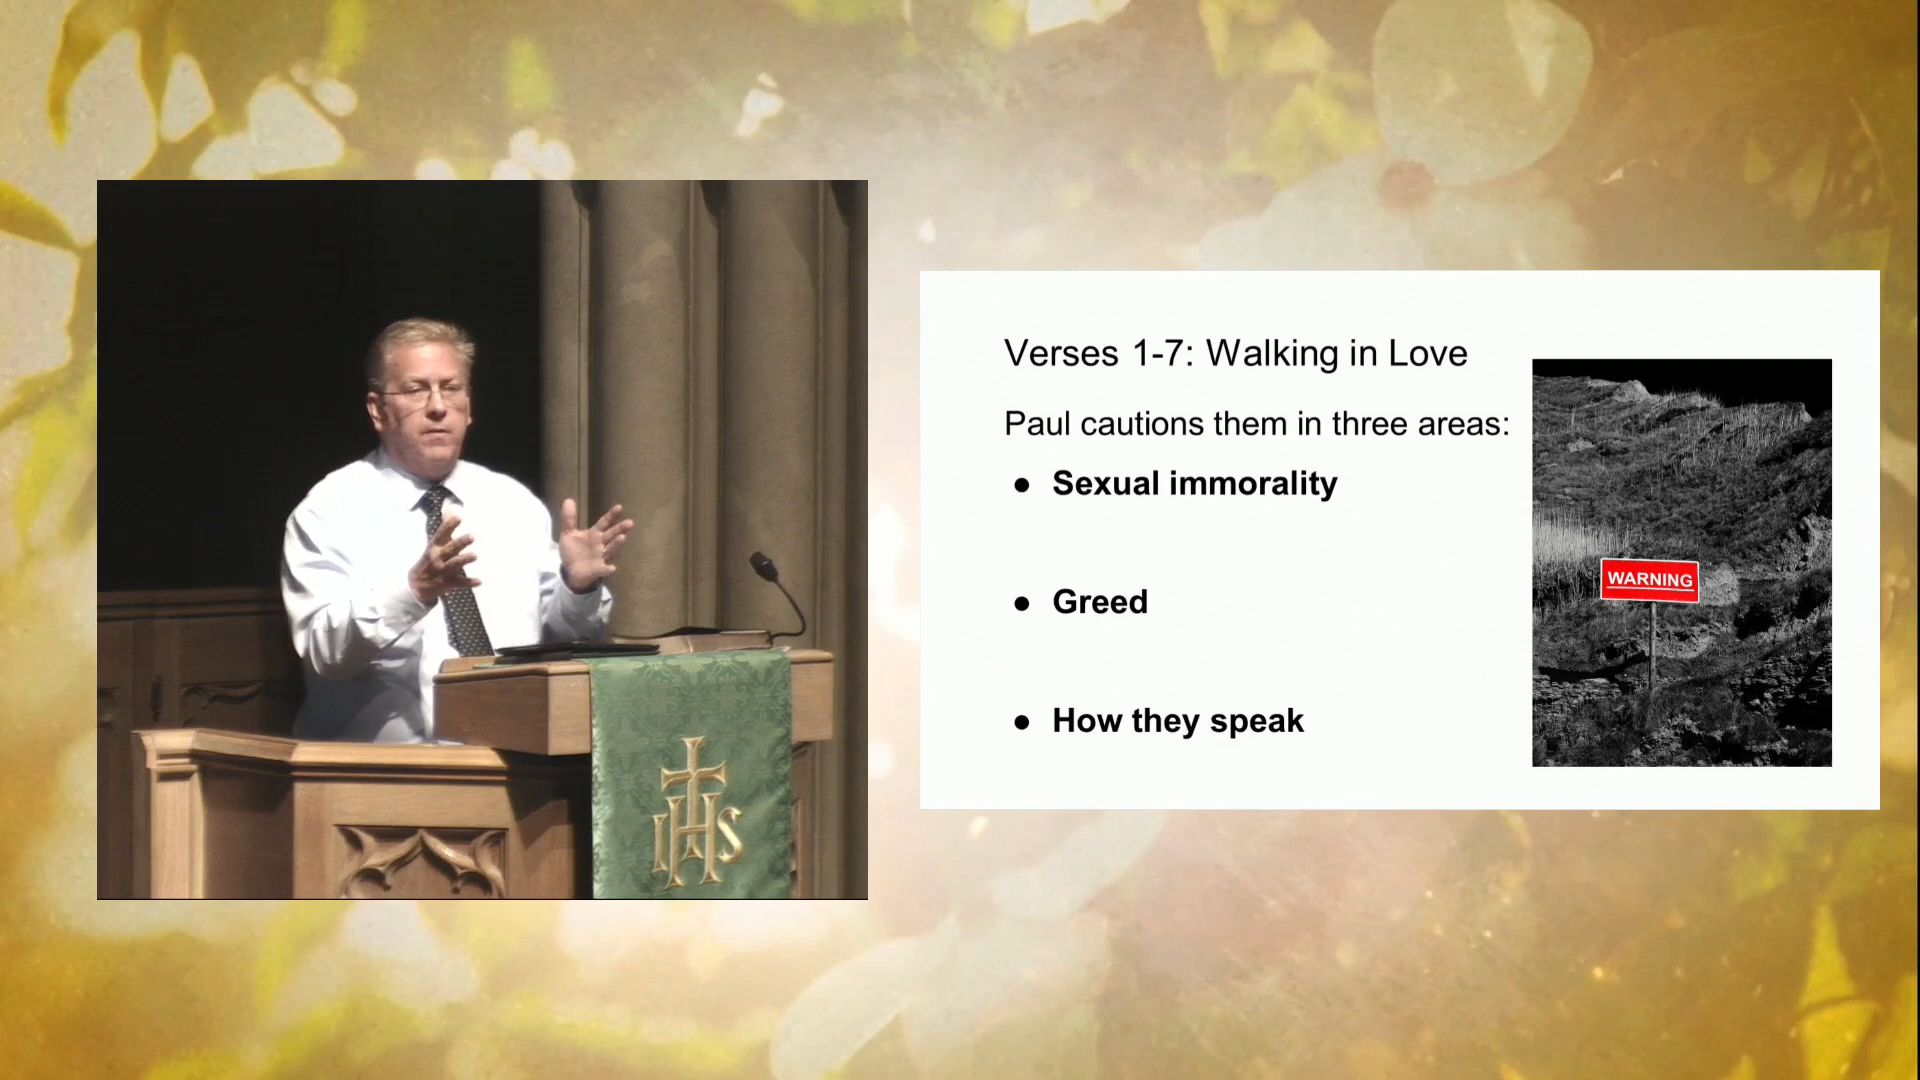 Verses 1-7: Walking in Love
Paul cautions them in three areas:
● Sexual immorality
● Greed
● How they speak
WARNING
IHS